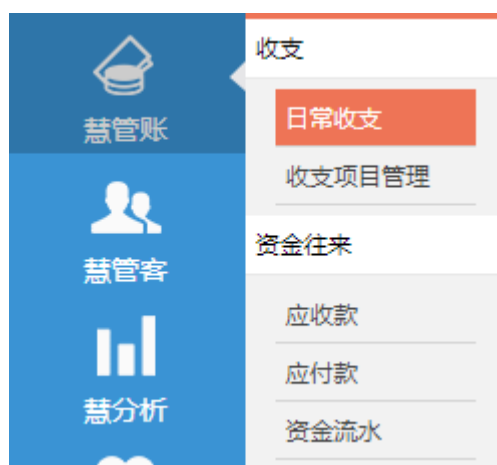 慧管账
慧管客
慧分析
收支
日常收支
收支项目管理
资金往来
应收款
应付款
资金流水